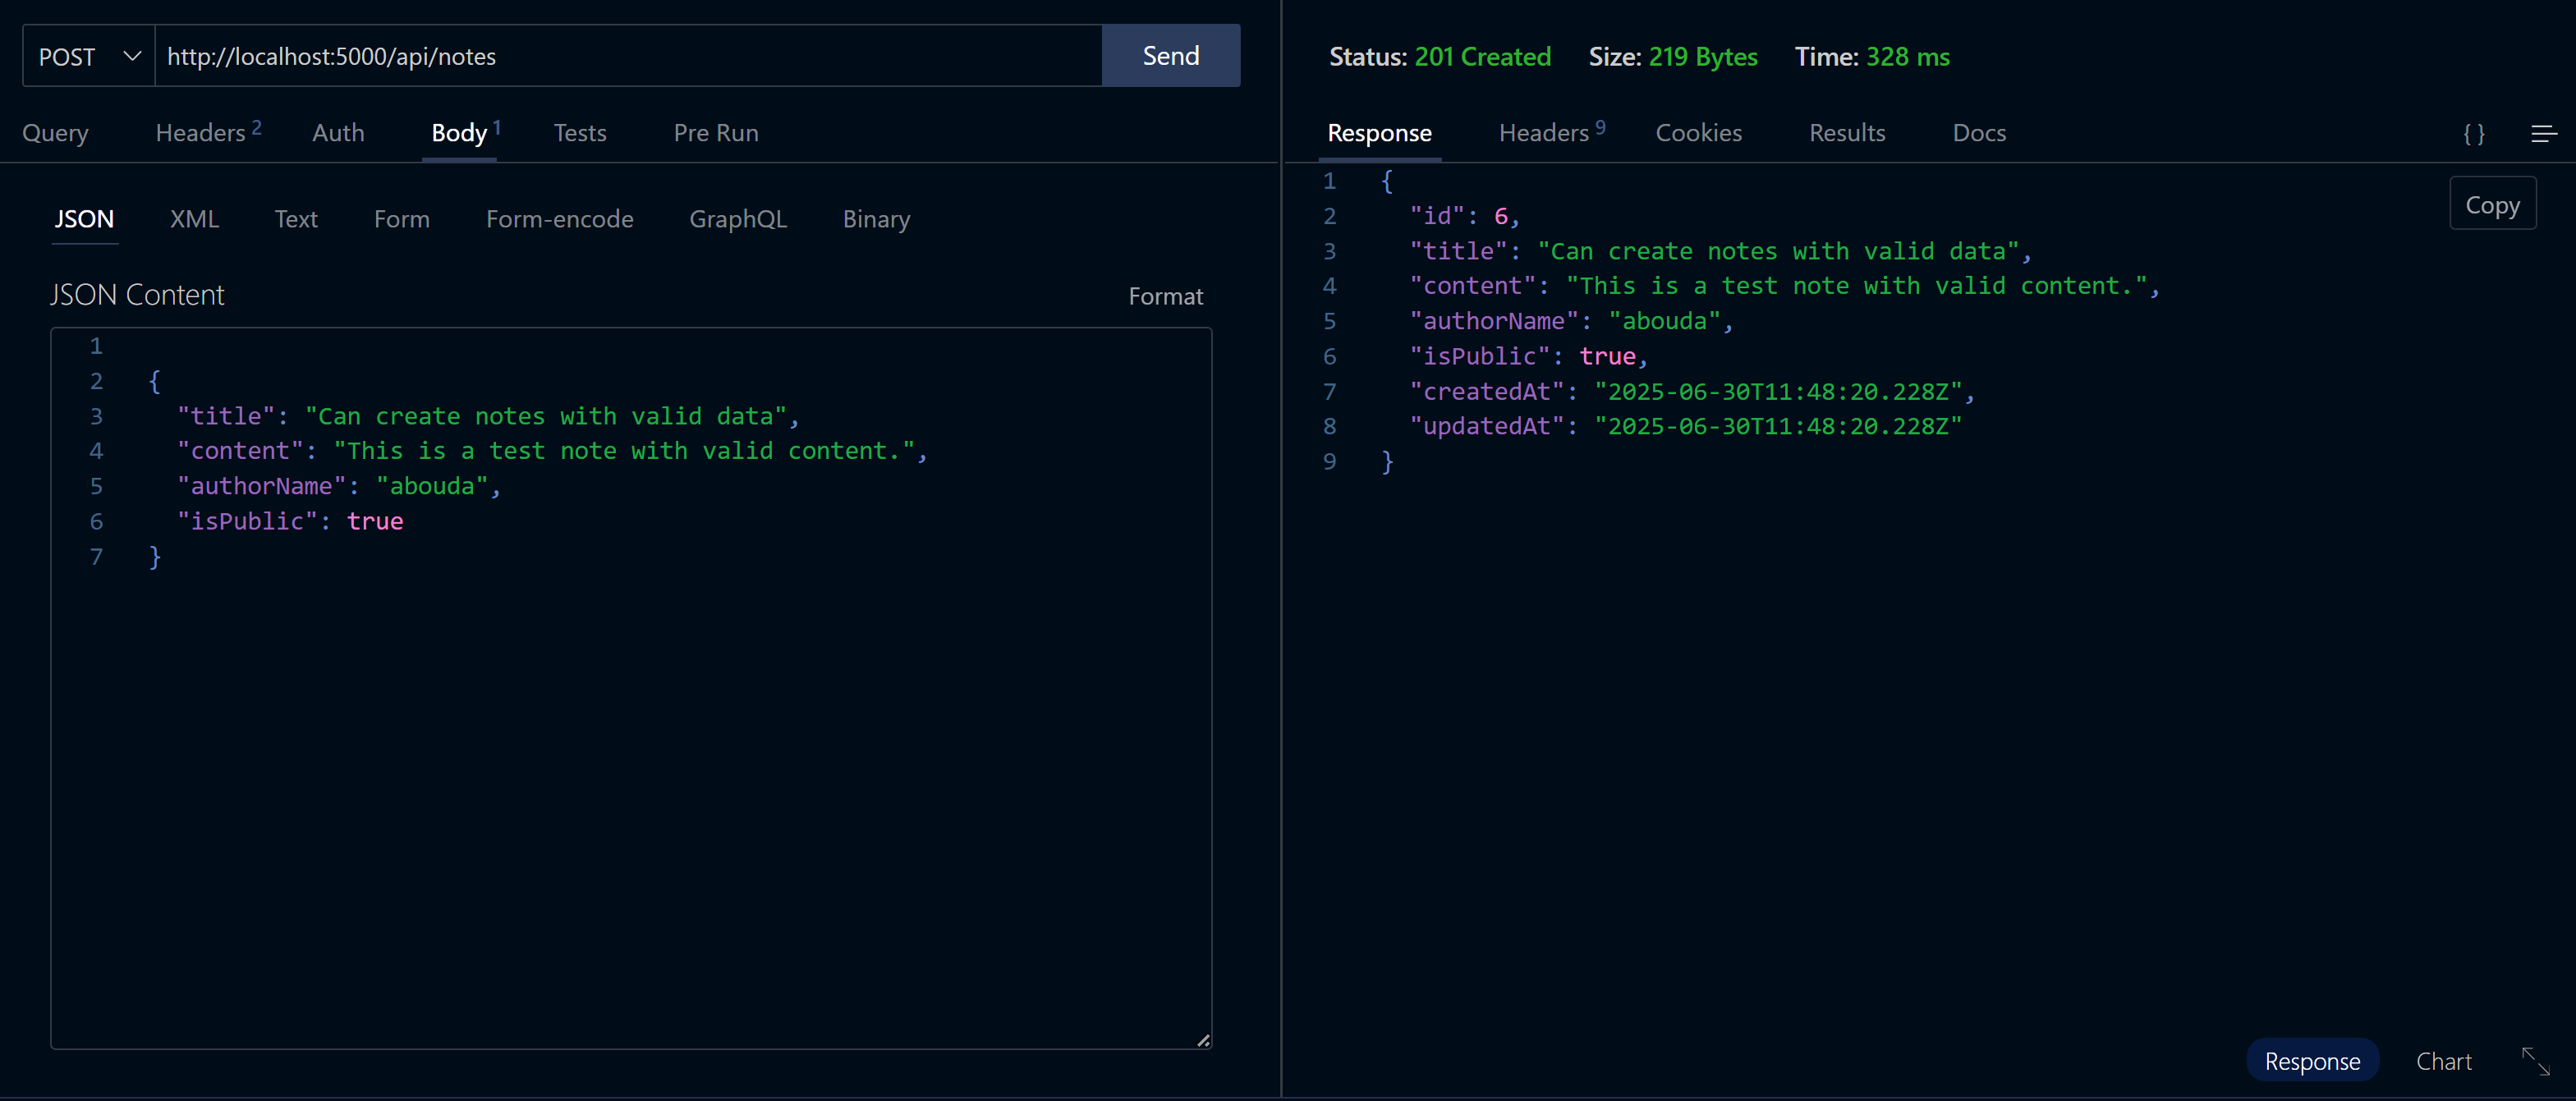 POST http://localhost:5000/api/notes Send
Query Headers 2 Auth Body 1 Tests Pre Run
JSON XML Text Form Form-encode GraphQL Binary
JSON Content Format
1
2 {
3 "title": "Can create notes with valid data",
4 "content": "This is a test note with valid content.",
5 "authorName": "abouda",
6 "isPublic": true
7 }
Status: 201 Created Size: 219 Bytes Time: 328 ms
Response Headers 9 Cookies Results Docs { }
Copy
1 {
2 "id": 6,
3 "title": "Can create notes with valid data",
4 "content": "This is a test note with valid content.",
5 "authorName": "abouda",
6 "isPublic": true,
7 "createdAt": "2025-06-30T11:48:20.228Z",
8 "updatedAt": "2025-06-30T11:48:20.228Z"
9 }
Response Chart